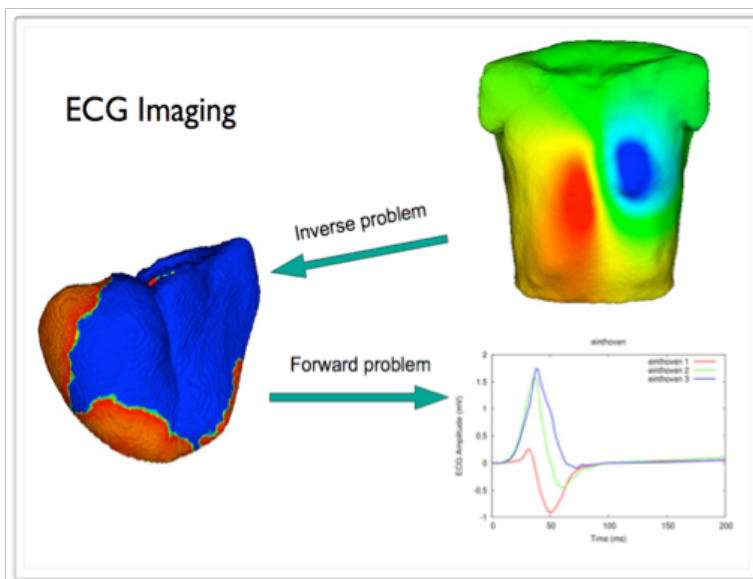 ECG Imaging
Inverse problem
Forward problem
einthoven
einthoven 1
einthoven 2
einthoven 3
ECG Amplitude (mV)
2
1.5
1
0.5
0
-0.5
-1
0
50
100
150
200
Time (ms)